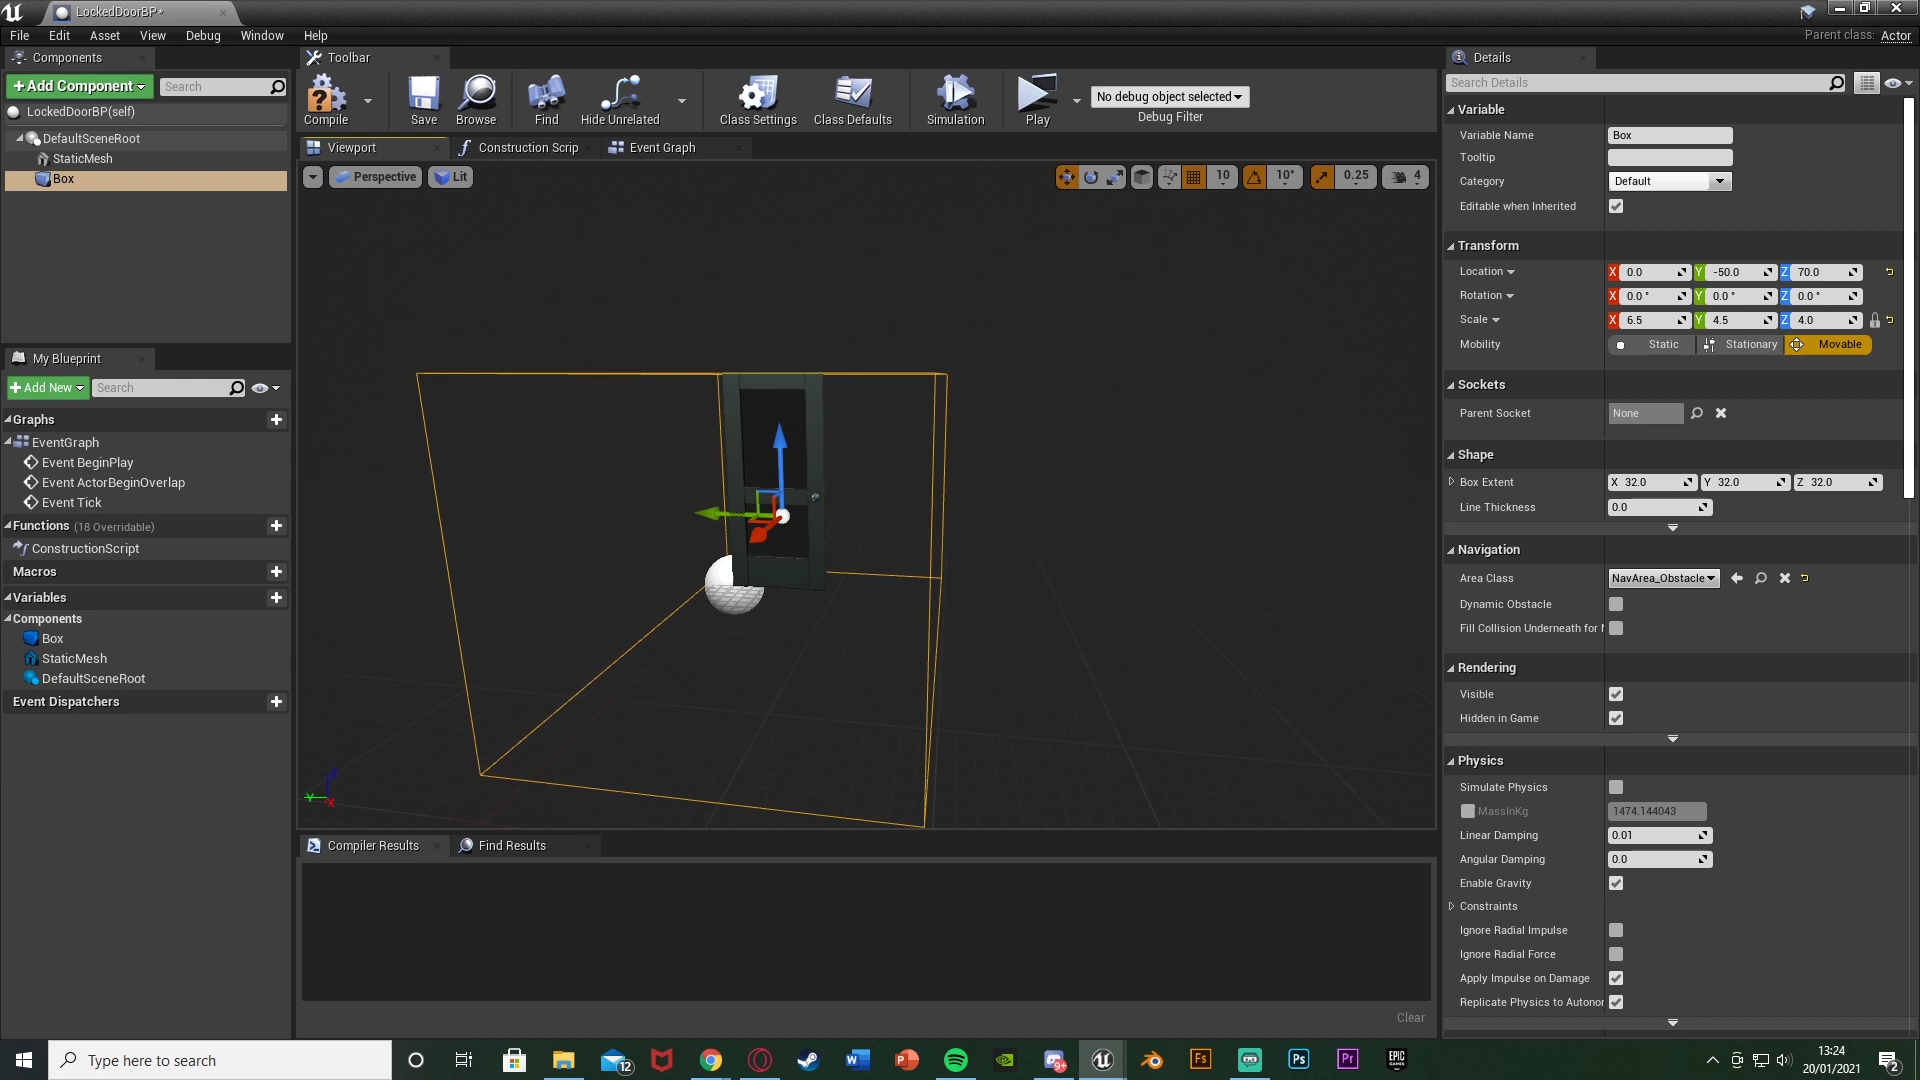 LockedDoorBP*
File Edit Asset View Debug Window Help
Parent class: Actor
Components
+ Add Component
Search
LockedDoorBP(self)
DefaultSceneRoot
StaticMesh
Box
My Blueprint
+ Add New
Search
Graphs
EventGraph
Event BeginPlay
Event ActorBeginOverlap
Event Tick
Functions (18 Overridable)
ConstructionScript
Macros
Variables
Components
Box
StaticMesh
DefaultSceneRoot
Event Dispatchers
Toolbar
Compile
Save
Browse
Find
Hide Unrelated
Class Settings
Class Defaults
Simulation
Play
No debug object selected
Debug Filter
Viewport
Construction Scrip
Event Graph
Perspective
Lit
10
10°
0.25
4
Z
Y
X
Compiler Results
Find Results
Clear
Details
Search Details
Variable
Variable Name Box
Tooltip
Category Default
Editable when Inherited
Transform
Location X 0.0 Y -50.0 Z 70.0
Rotation X 0.0 ° Y 0.0 ° Z 0.0 °
Scale X 6.5 Y 4.5 Z 4.0
Mobility Static Stationary Movable
Sockets
Parent Socket None
Shape
Box Extent X 32.0 Y 32.0 Z 32.0
Line Thickness 0.0
Navigation
Area Class NavArea_Obstacle
Dynamic Obstacle
Fill Collision Underneath for N
Rendering
Visible
Hidden in Game
Physics
Simulate Physics
MassInKg 1474.144043
Linear Damping 0.01
Angular Damping 0.0
Enable Gravity
Constraints
Ignore Radial Impulse
Ignore Radial Force
Apply Impulse on Damage
Replicate Physics to Autonor
Type here to search
12
W
P
9+
Fs
Ps
Pr
EPIC GAMES
13:24
20/01/2021
2